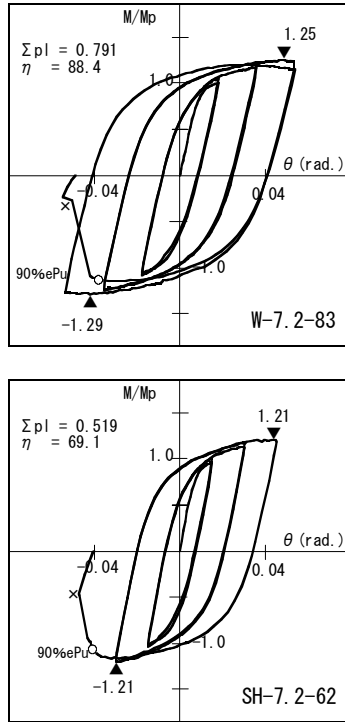 M/Mp
1.25
Σpl = 0.791
η = 88.4
1.0
θ (rad.)
-0.04
0.04
×
90%ePu
-1.0
-1.29
W-7.2-83
M/Mp
1.21
Σpl = 0.519
η = 69.1
1.0
θ (rad.)
-0.04
0.04
×
90%ePu
-1.0
-1.21
SH-7.2-62